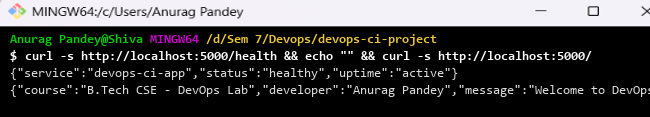 MINGW64:/c/Users/Anurag Pandey
Anurag Pandey@Shiva MINGW64 /d/Sem 7/Devops/devops-ci-project
$ curl -s http://localhost:5000/health && echo "" && curl -s http://localhost:5000/
{"service":"devops-ci-app","status":"healthy","uptime":"active"}
{"course":"B.Tech CSE - DevOps Lab","developer":"Anurag Pandey","message":"Welcome to DevOps